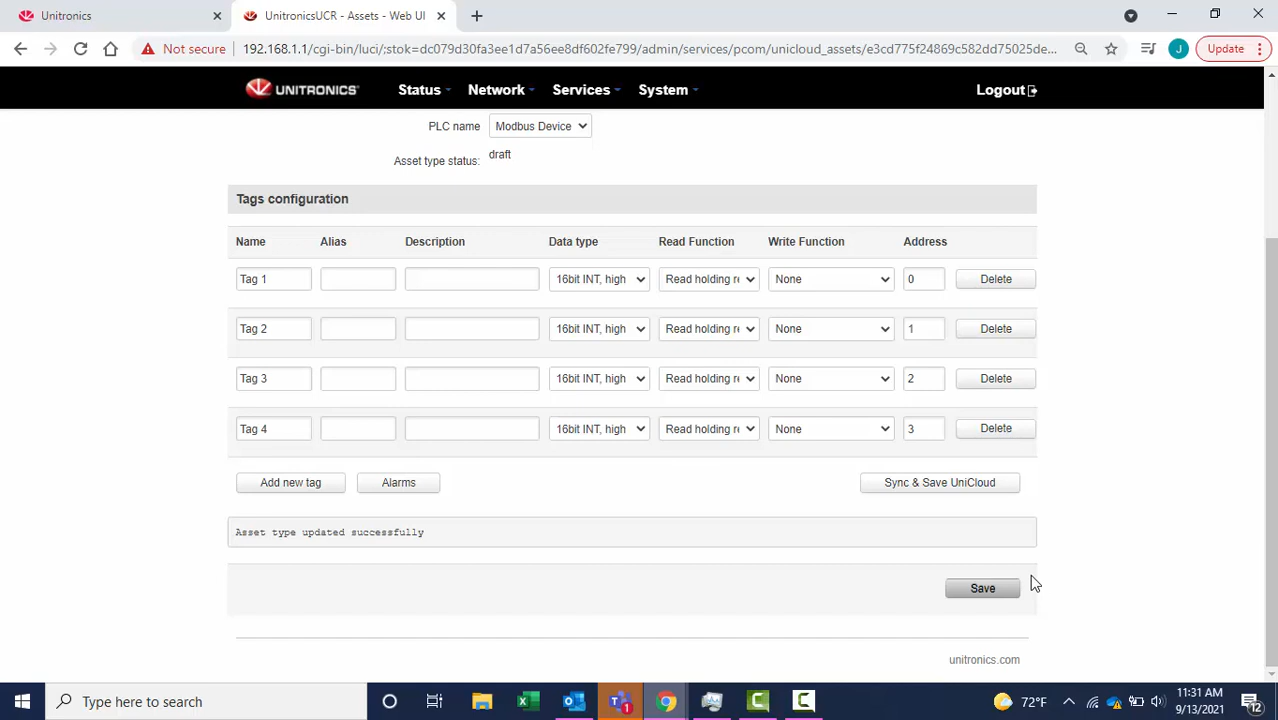 Unitronics
UnitronicsUCR - Assets - Web UI
Not secure
192.168.1.1/cgi-bin/luci/;stok=dc079d30fa3ee1d7a56ee8df602fe799/admin/services/pcom/unicloud_assets/e3cd775f24869c582dd75025de...
J
Update
UNITRONICS
Status
Network
Services
System
Logout
PLC name
Modbus Device
Asset type status:
draft
Tags configuration
Name Alias Description Data type Read Function Write Function Address
Tag 1 16bit INT, high Read holding re None 0 Delete
Tag 2 16bit INT, high Read holding re None 1 Delete
Tag 3 16bit INT, high Read holding re None 2 Delete
Tag 4 16bit INT, high Read holding re None 3 Delete
Add new tag
Alarms
Sync & Save UniCloud
Asset type updated successfully
Save
unitronics.com
Type here to search
1
72°F
11:31 AM
9/13/2021
12